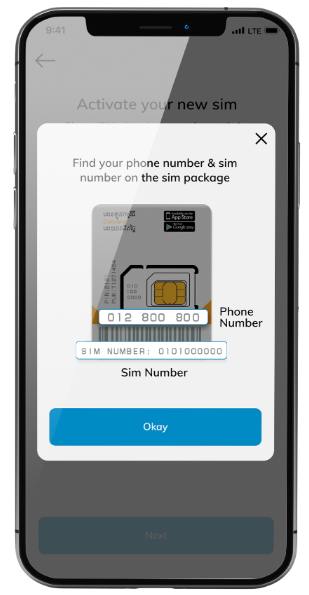 9:41
LTE
Activate your new sim
Find your phone number & sim
number on the sim package
App Store
Google play
012 800 800
Phone
Number
SIM NUMBER: 0101000000
Sim Number
Okay
Next